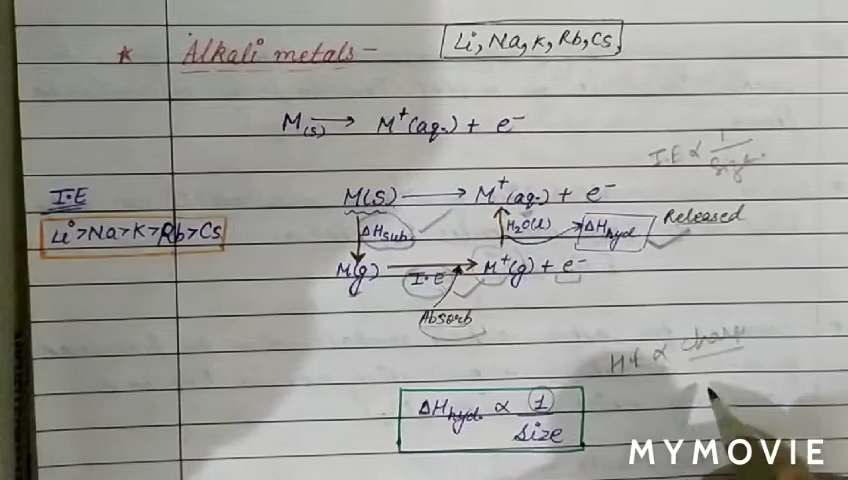 * Alkali metals – Li, Na, K, Rb, Cs,
M(s) → M⁺(aq.) + e⁻
I.E ∝ 1
I.E M(S) → M⁺(aq.) + e⁻
Li > Na > K > Rb > Cs ΔHsub. H₂O(l) ΔHhyd Released
M(g) → M⁺(g) + e⁻
I.E
Absorb
∝ charge
ΔHhyd. ∝ 1
size
MYMOVIE